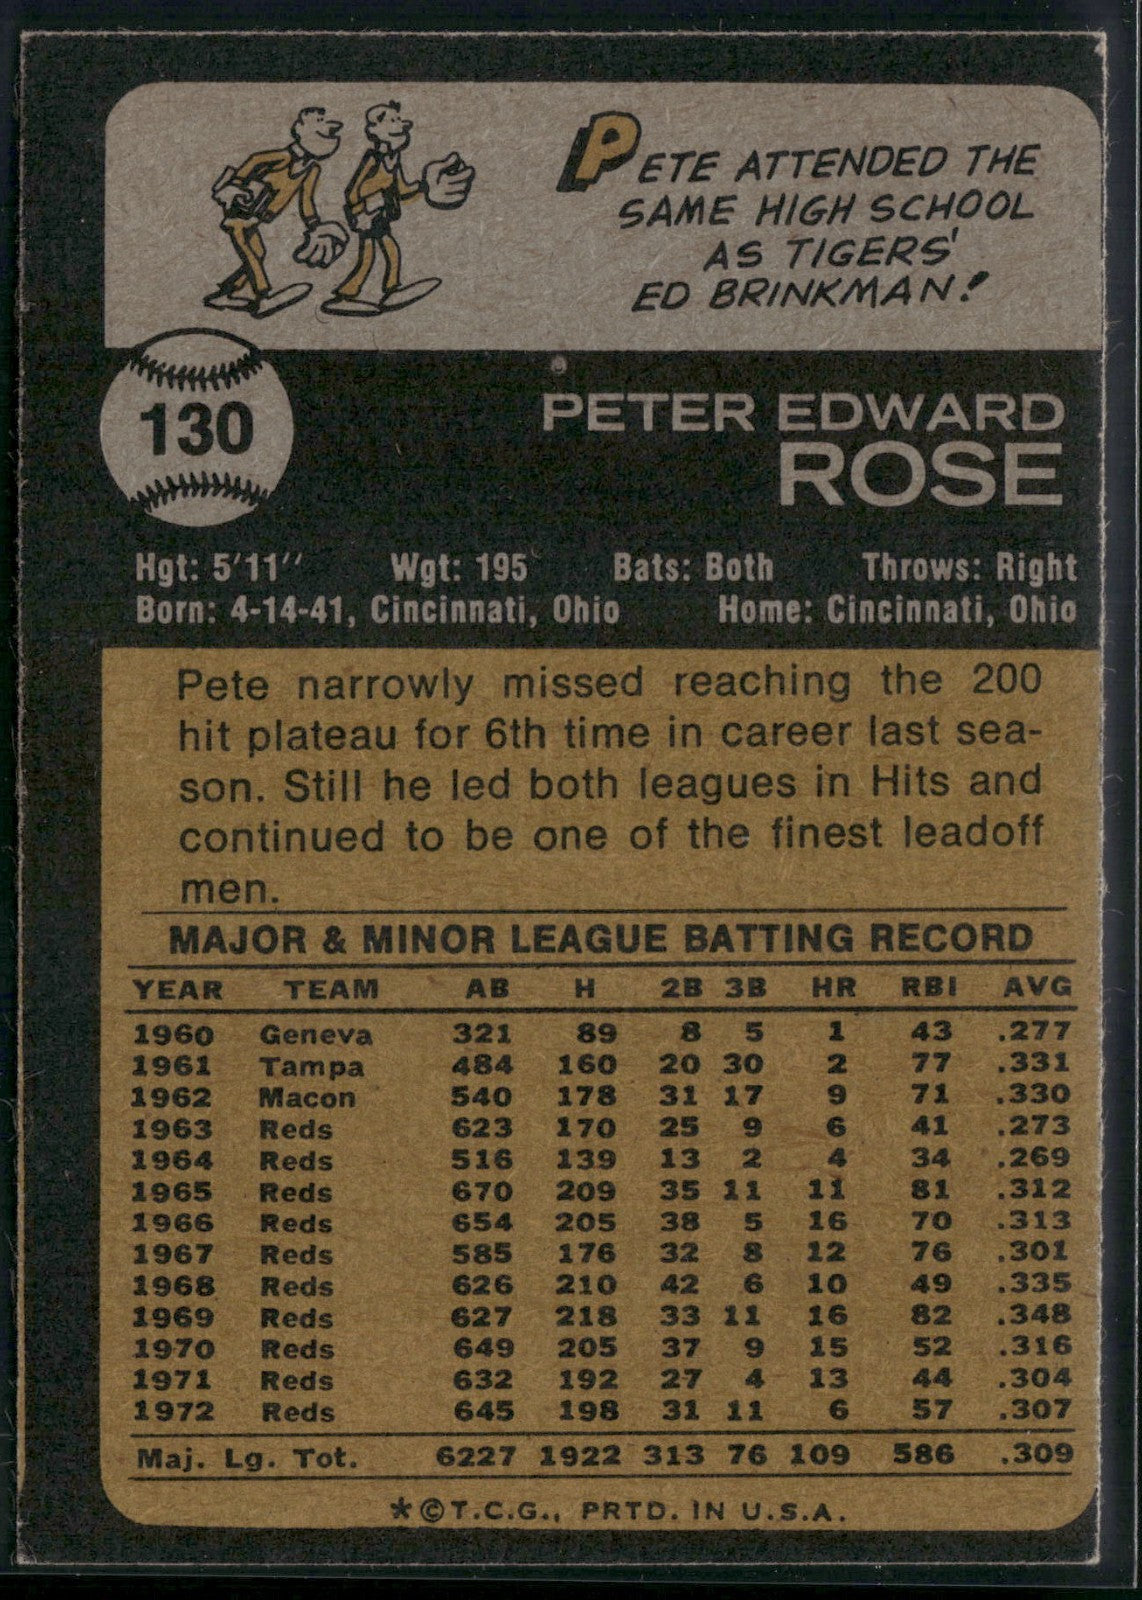 PETE ATTENDED THE
SAME HIGH SCHOOL
AS TIGERS'
ED BRINKMAN!
130
PETER EDWARD
ROSE
Hgt: 5'11'' Wgt: 195 Bats: Both Throws: Right
Born: 4-14-41, Cincinnati, Ohio Home: Cincinnati, Ohio
Pete narrowly missed reaching the 200
hit plateau for 6th time in career last sea-
son. Still he led both leagues in Hits and
continued to be one of the finest leadoff
men.
MAJOR & MINOR LEAGUE BATTING RECORD
YEAR TEAM AB H 2B 3B HR RBI AVG
1960 Geneva 321 89 8 5 1 43 .277
1961 Tampa 484 160 20 30 2 77 .331
1962 Macon 540 178 31 17 9 71 .330
1963 Reds 623 170 25 9 6 41 .273
1964 Reds 516 139 13 2 4 34 .269
1965 Reds 670 209 35 11 11 81 .312
1966 Reds 654 205 38 5 16 70 .313
1967 Reds 585 176 32 8 12 76 .301
1968 Reds 626 210 42 6 10 49 .335
1969 Reds 627 218 33 11 16 82 .348
1970 Reds 649 205 37 9 15 52 .316
1971 Reds 632 192 27 4 13 44 .304
1972 Reds 645 198 31 11 6 57 .307
Maj. Lg. Tot. 6227 1922 313 76 109 586 .309
*©T.C.G., PRTD. IN U.S.A.